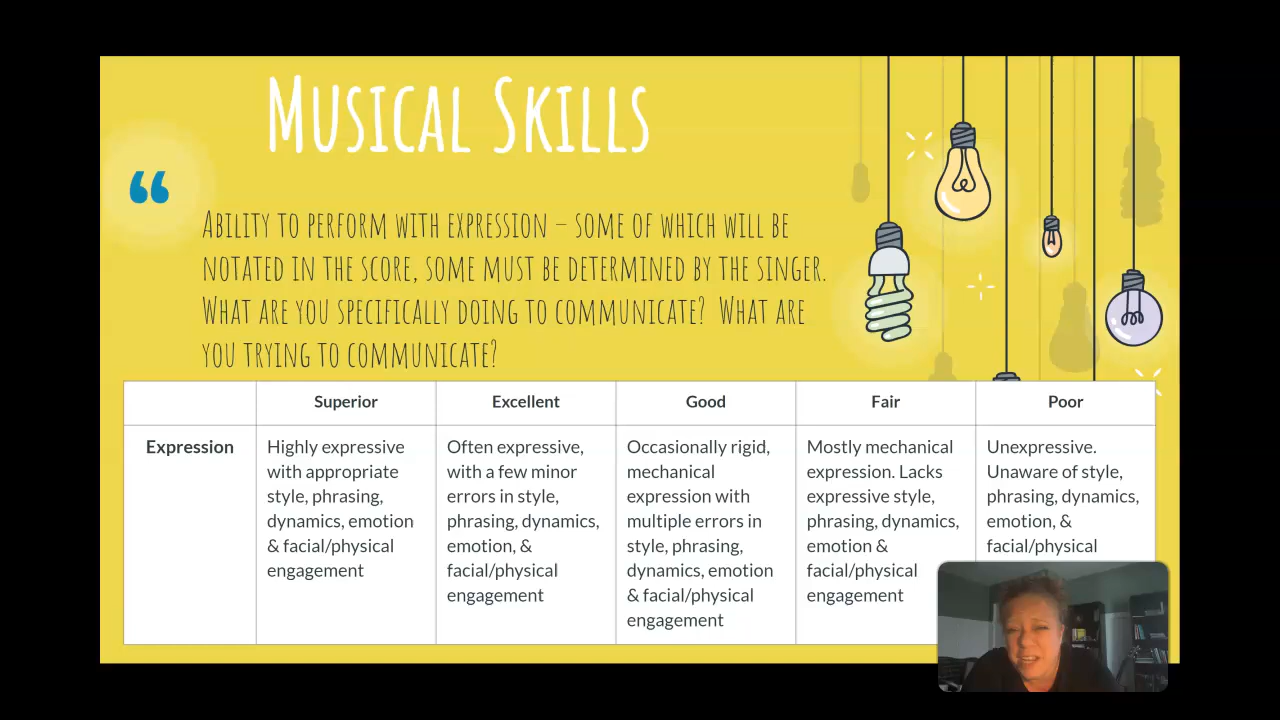 Musical Skills
“
Ability to perform with expression – some of which will be
notated in the score, some must be determined by the singer.
What are you specifically doing to communicate? What are
you trying to communicate?
Superior Excellent Good Fair Poor
Expression
Highly expressive
with appropriate
style, phrasing,
dynamics, emotion
& facial/physical
engagement
Often expressive,
with a few minor
errors in style,
phrasing, dynamics,
emotion, &
facial/physical
engagement
Occasionally rigid,
mechanical
expression with
multiple errors in
style, phrasing,
dynamics, emotion
& facial/physical
engagement
Mostly mechanical
expression. Lacks
expressive style,
phrasing, dynamics,
emotion &
facial/physical
engagement
Unexpressive.
Unaware of style,
phrasing, dynamics,
emotion, &
facial/physical